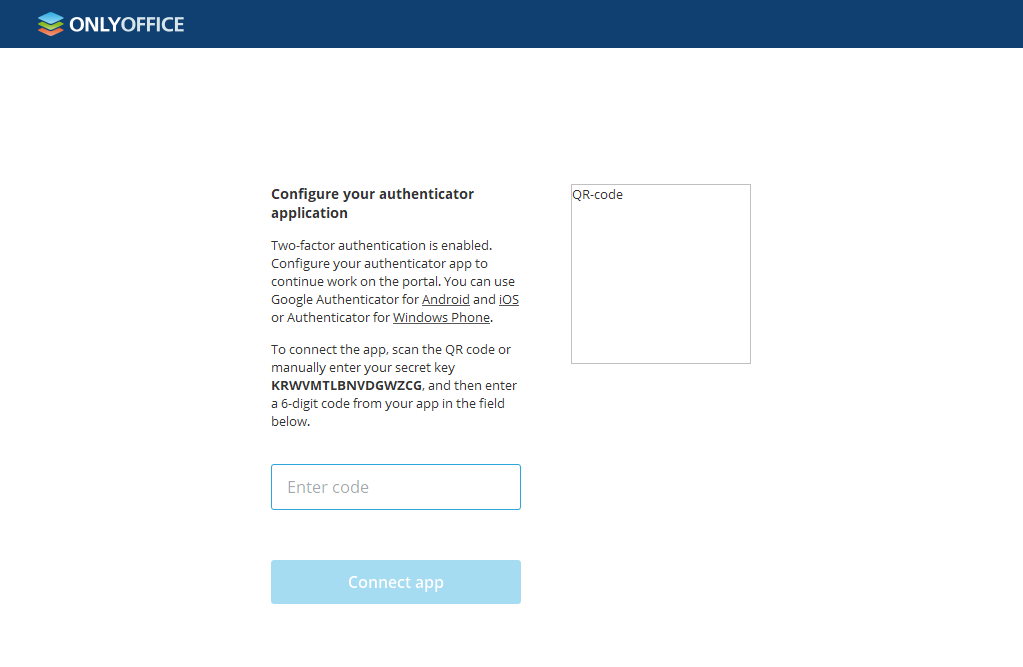 ONLYOFFICE
Configure your authenticator
application
QR-code
Two-factor authentication is enabled.
Configure your authenticator app to
continue work on the portal. You can use
Google Authenticator for Android and iOS
or Authenticator for Windows Phone.
To connect the app, scan the QR code or
manually enter your secret key
KRWVMTLBNVDGWZCG, and then enter
a 6-digit code from your app in the field
below.
Enter code
Connect app